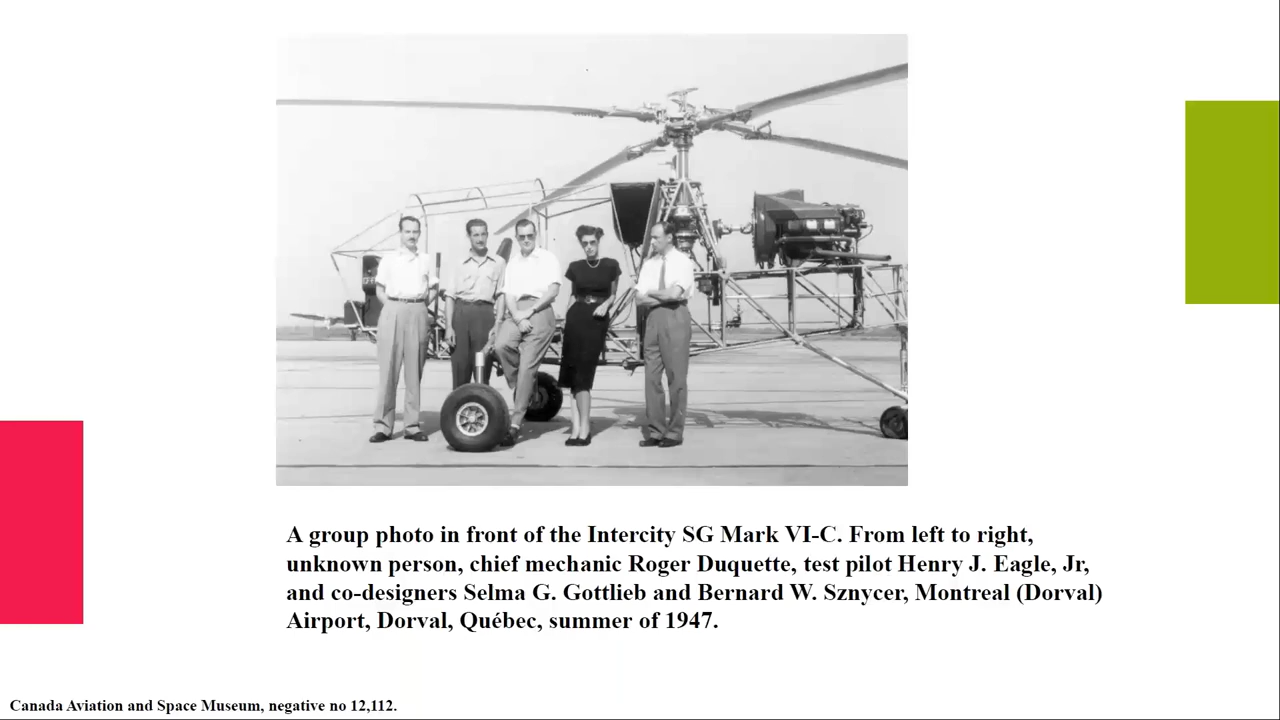 A group photo in front of the Intercity SG Mark VI-C. From left to right,
unknown person, chief mechanic Roger Duquette, test pilot Henry J. Eagle, Jr,
and co-designers Selma G. Gottlieb and Bernard W. Sznycer, Montreal (Dorval)
Airport, Dorval, Québec, summer of 1947.
Canada Aviation and Space Museum, negative no 12,112.